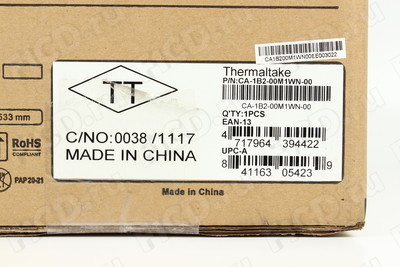 CA1B200M1WN00EE003022
Thermaltake
P/N:CA-1B2-00M1WN-00
TT
CA-1B2-00M1WN-00
Q'TY:1PCS
EAN-13
C/NO:0038 /1117
4 717964 394422
MADE IN CHINA
UPC-A
8 41163 05423 9
533 mm
RoHS
COMPLIANT
PAP 20-21
Made in China